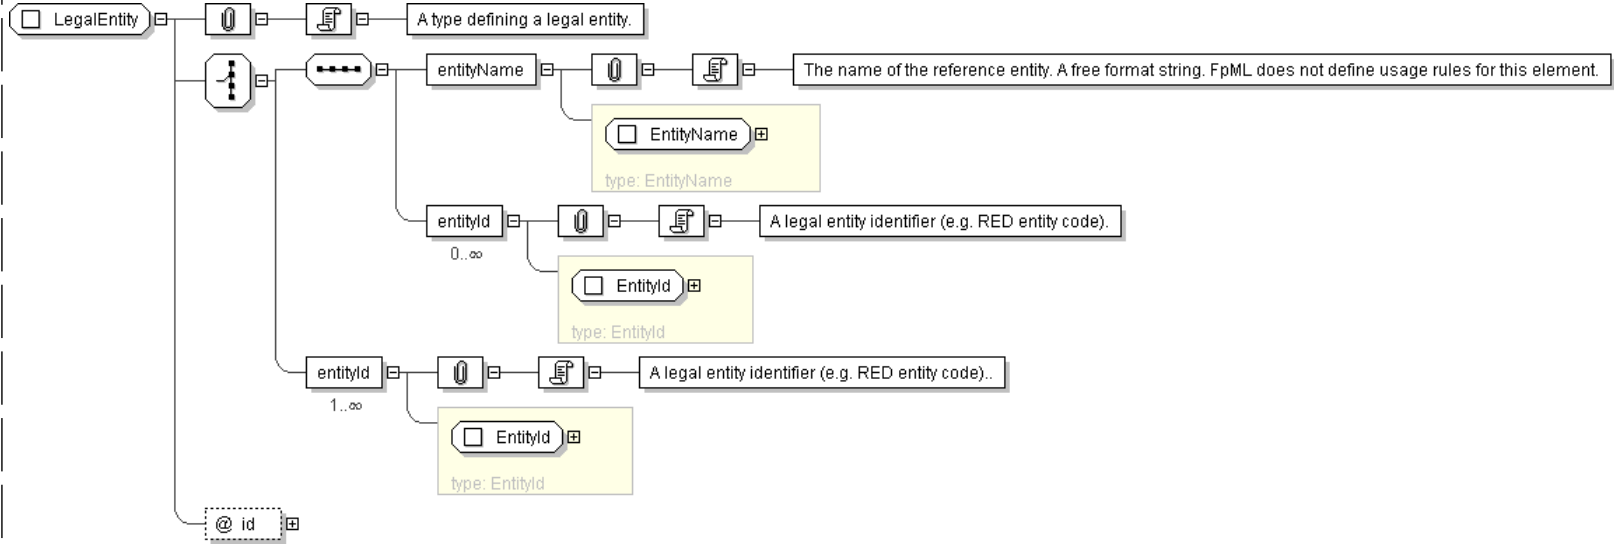 LegalEntity
A type defining a legal entity.
entityName
The name of the reference entity. A free format string. FpML does not define usage rules for this element.
EntityName
type: EntityName
entityId
A legal entity identifier (e.g. RED entity code).
0..∞
EntityId
type: EntityId
entityId
A legal entity identifier (e.g. RED entity code)..
1..∞
EntityId
type: EntityId
@ id